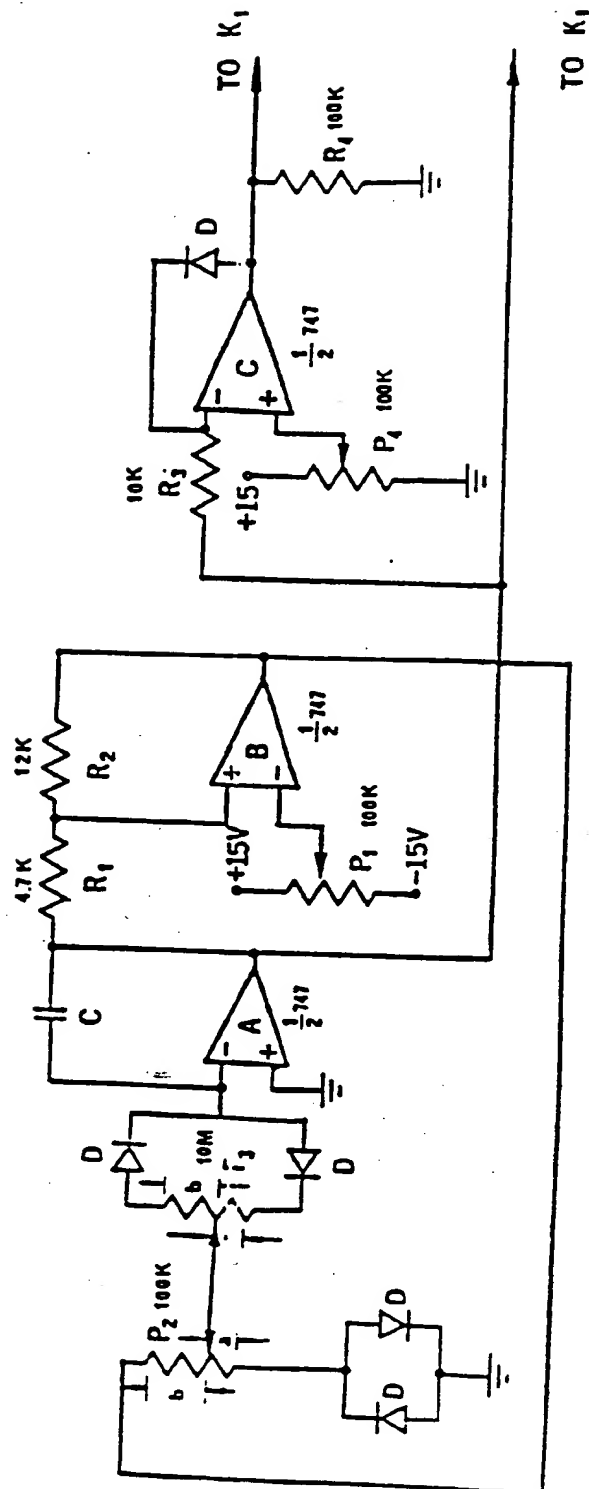 P2 100K
b
a
D
D
D
10M
b
3
D
C
A
1/2 747
4.7K
R1
12K
R2
+15V
P1 100K
-15V
B
1/2 747
10K
R3
+15
P4 100K
C
1/2 747
D
R4 100K
TO K1
TO K1